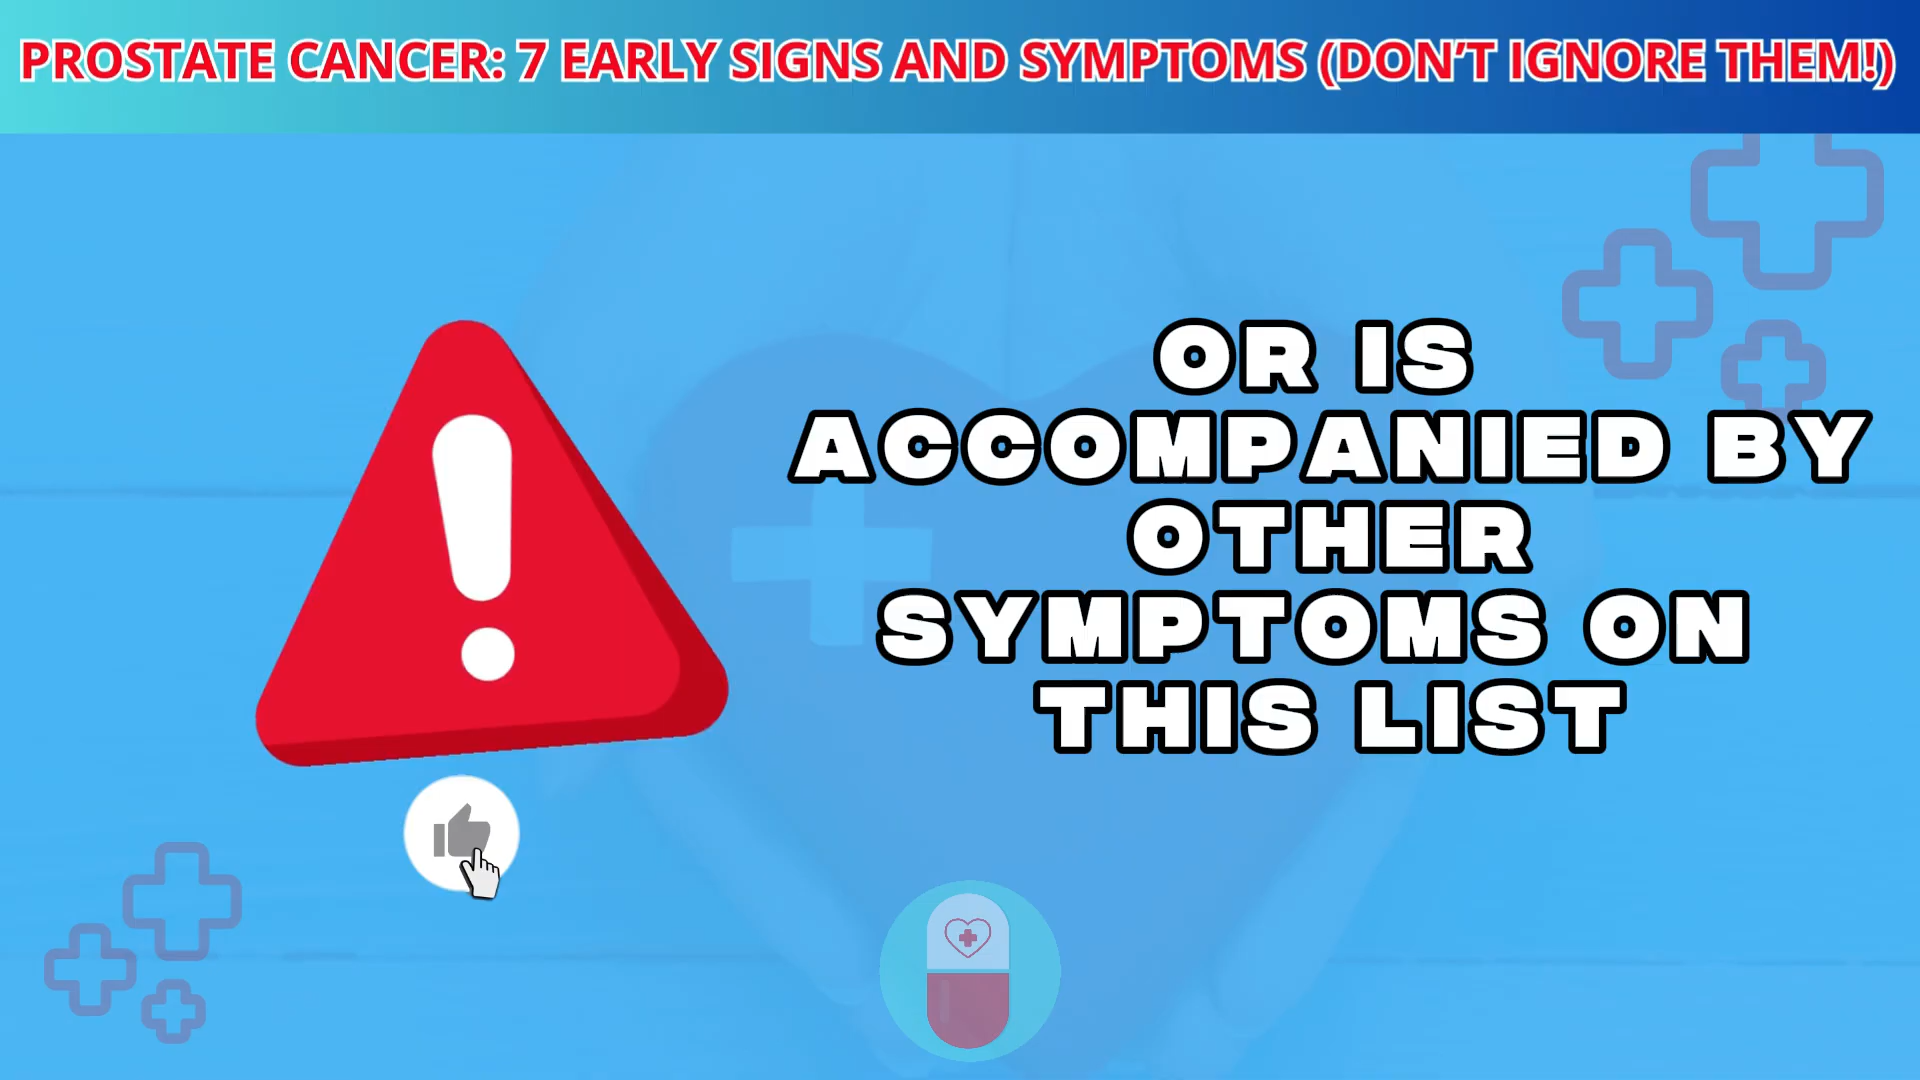 PROSTATE CANCER: 7 EARLY SIGNS AND SYMPTOMS (DON’T IGNORE THEM!)
OR IS
ACCOMPANIED BY
OTHER
SYMPTOMS ON
THIS LIST